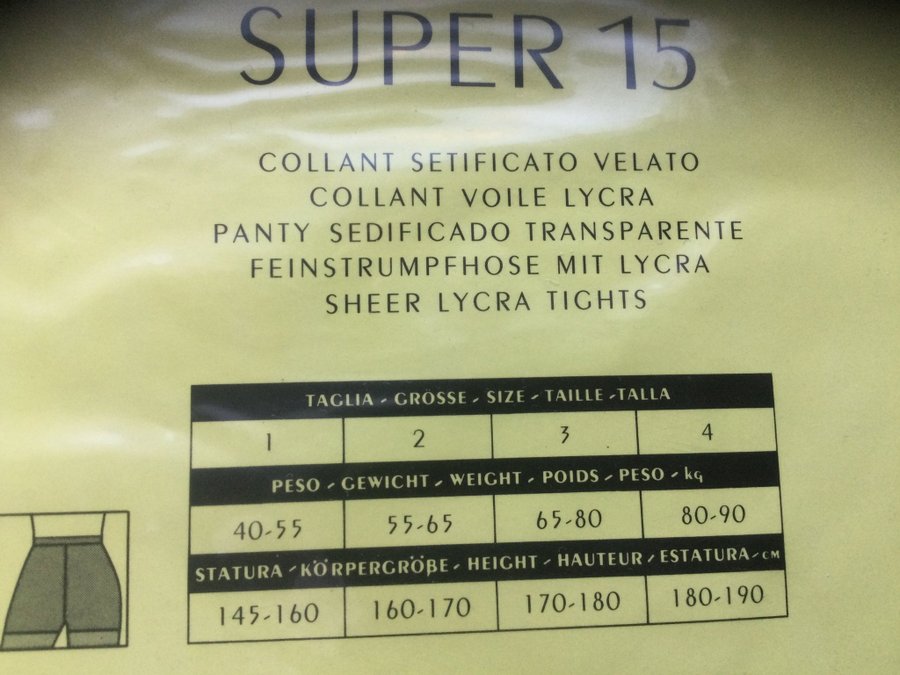 SUPER 15
COLLANT SETIFICATO VELATO
COLLANT VOILE LYCRA
PANTY SEDIFICADO TRANSPARENTE
FEINSTRUMPFHOSE MIT LYCRA
SHEER LYCRA TIGHTS
TAGLIA - GRÖSSE - SIZE - TAILLE - TALLA
1 2 3 4
PESO - GEWICHT - WEIGHT - POIDS - PESO - kg
40-55 55-65 65-80 80-90
STATURA - KÖRPERGRÖßE - HEIGHT - HAUTEUR - ESTATURA - CM
145-160 160-170 170-180 180-190